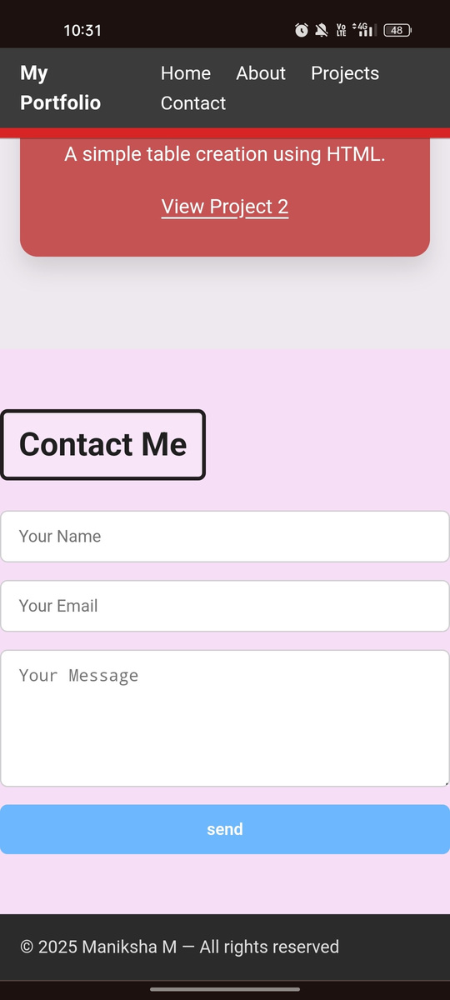 10:31
Vo LTE 4G 48
My Portfolio
Home About Projects Contact
A simple table creation using HTML.
View Project 2
Contact Me
Your Name
Your Email
Your Message
send
© 2025 Maniksha M — All rights reserved